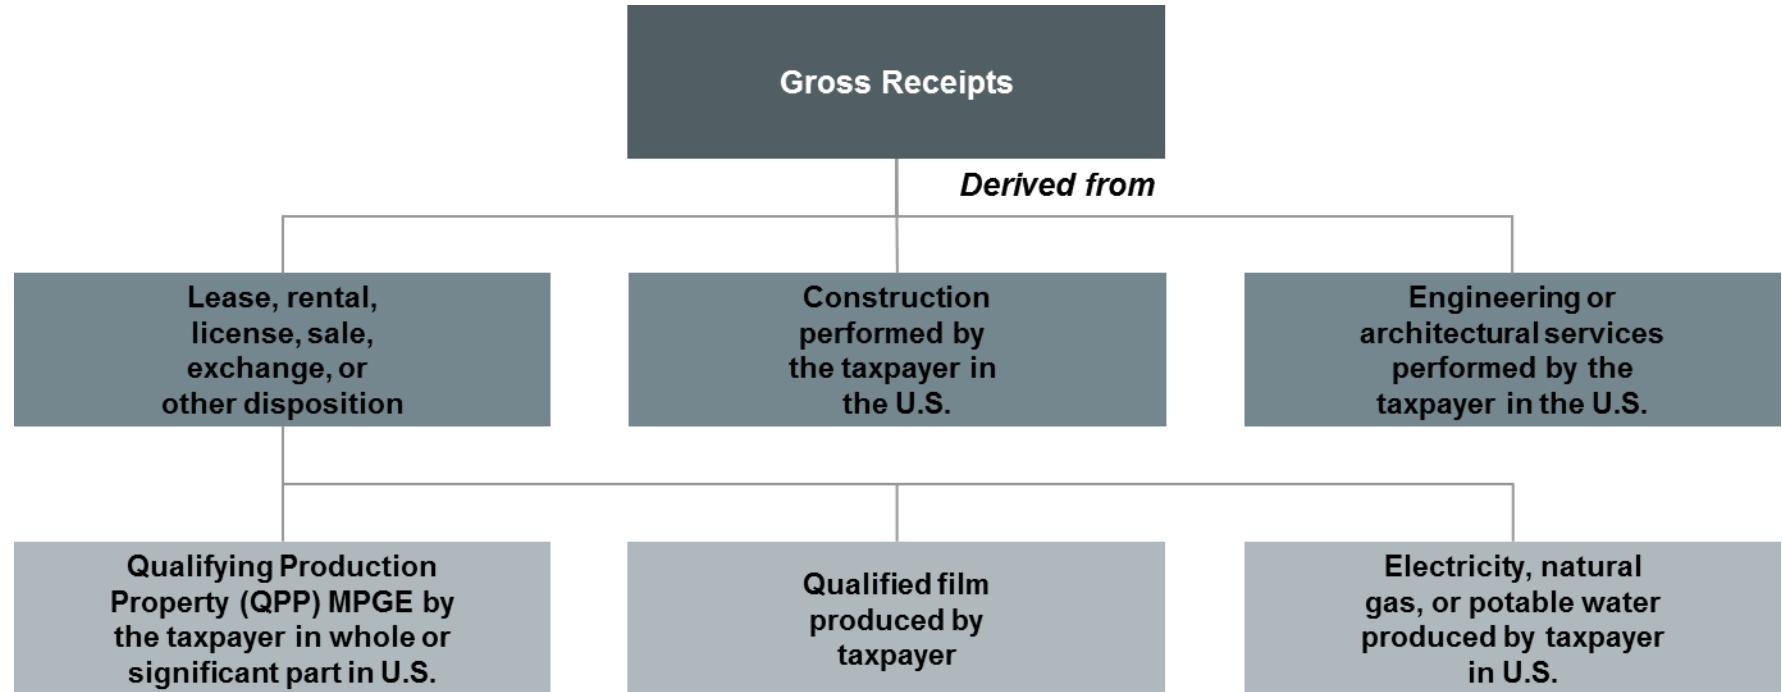 Gross Receipts
Derived from
Lease, rental,
license, sale,
exchange, or
other disposition
Construction
performed by
the taxpayer in
the U.S.
Engineering or
architectural services
performed by the
taxpayer in the U.S.
Qualifying Production
Property (QPP) MPGE by
the taxpayer in whole or
significant part in U.S.
Qualified film
produced by
taxpayer
Electricity, natural
gas, or potable water
produced by taxpayer
in U.S.